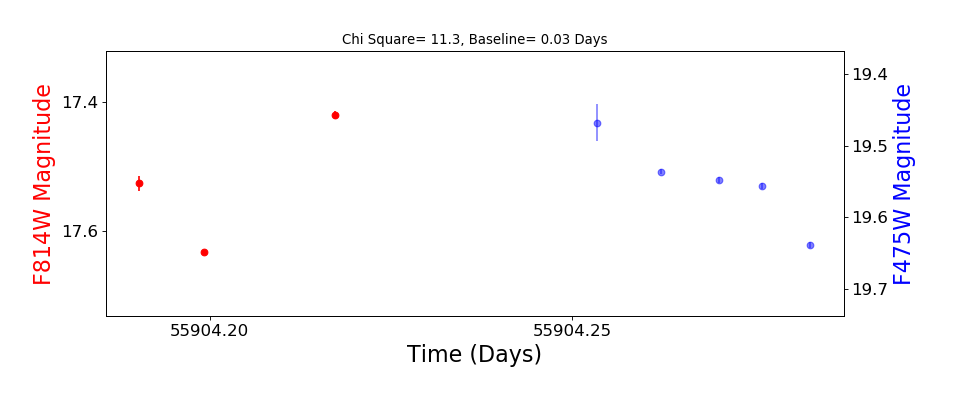 Chi Square= 11.3, Baseline= 0.03 Days
F814W Magnitude
17.4
17.6
19.4
19.5
19.6
19.7
F475W Magnitude
55904.20
55904.25
Time (Days)